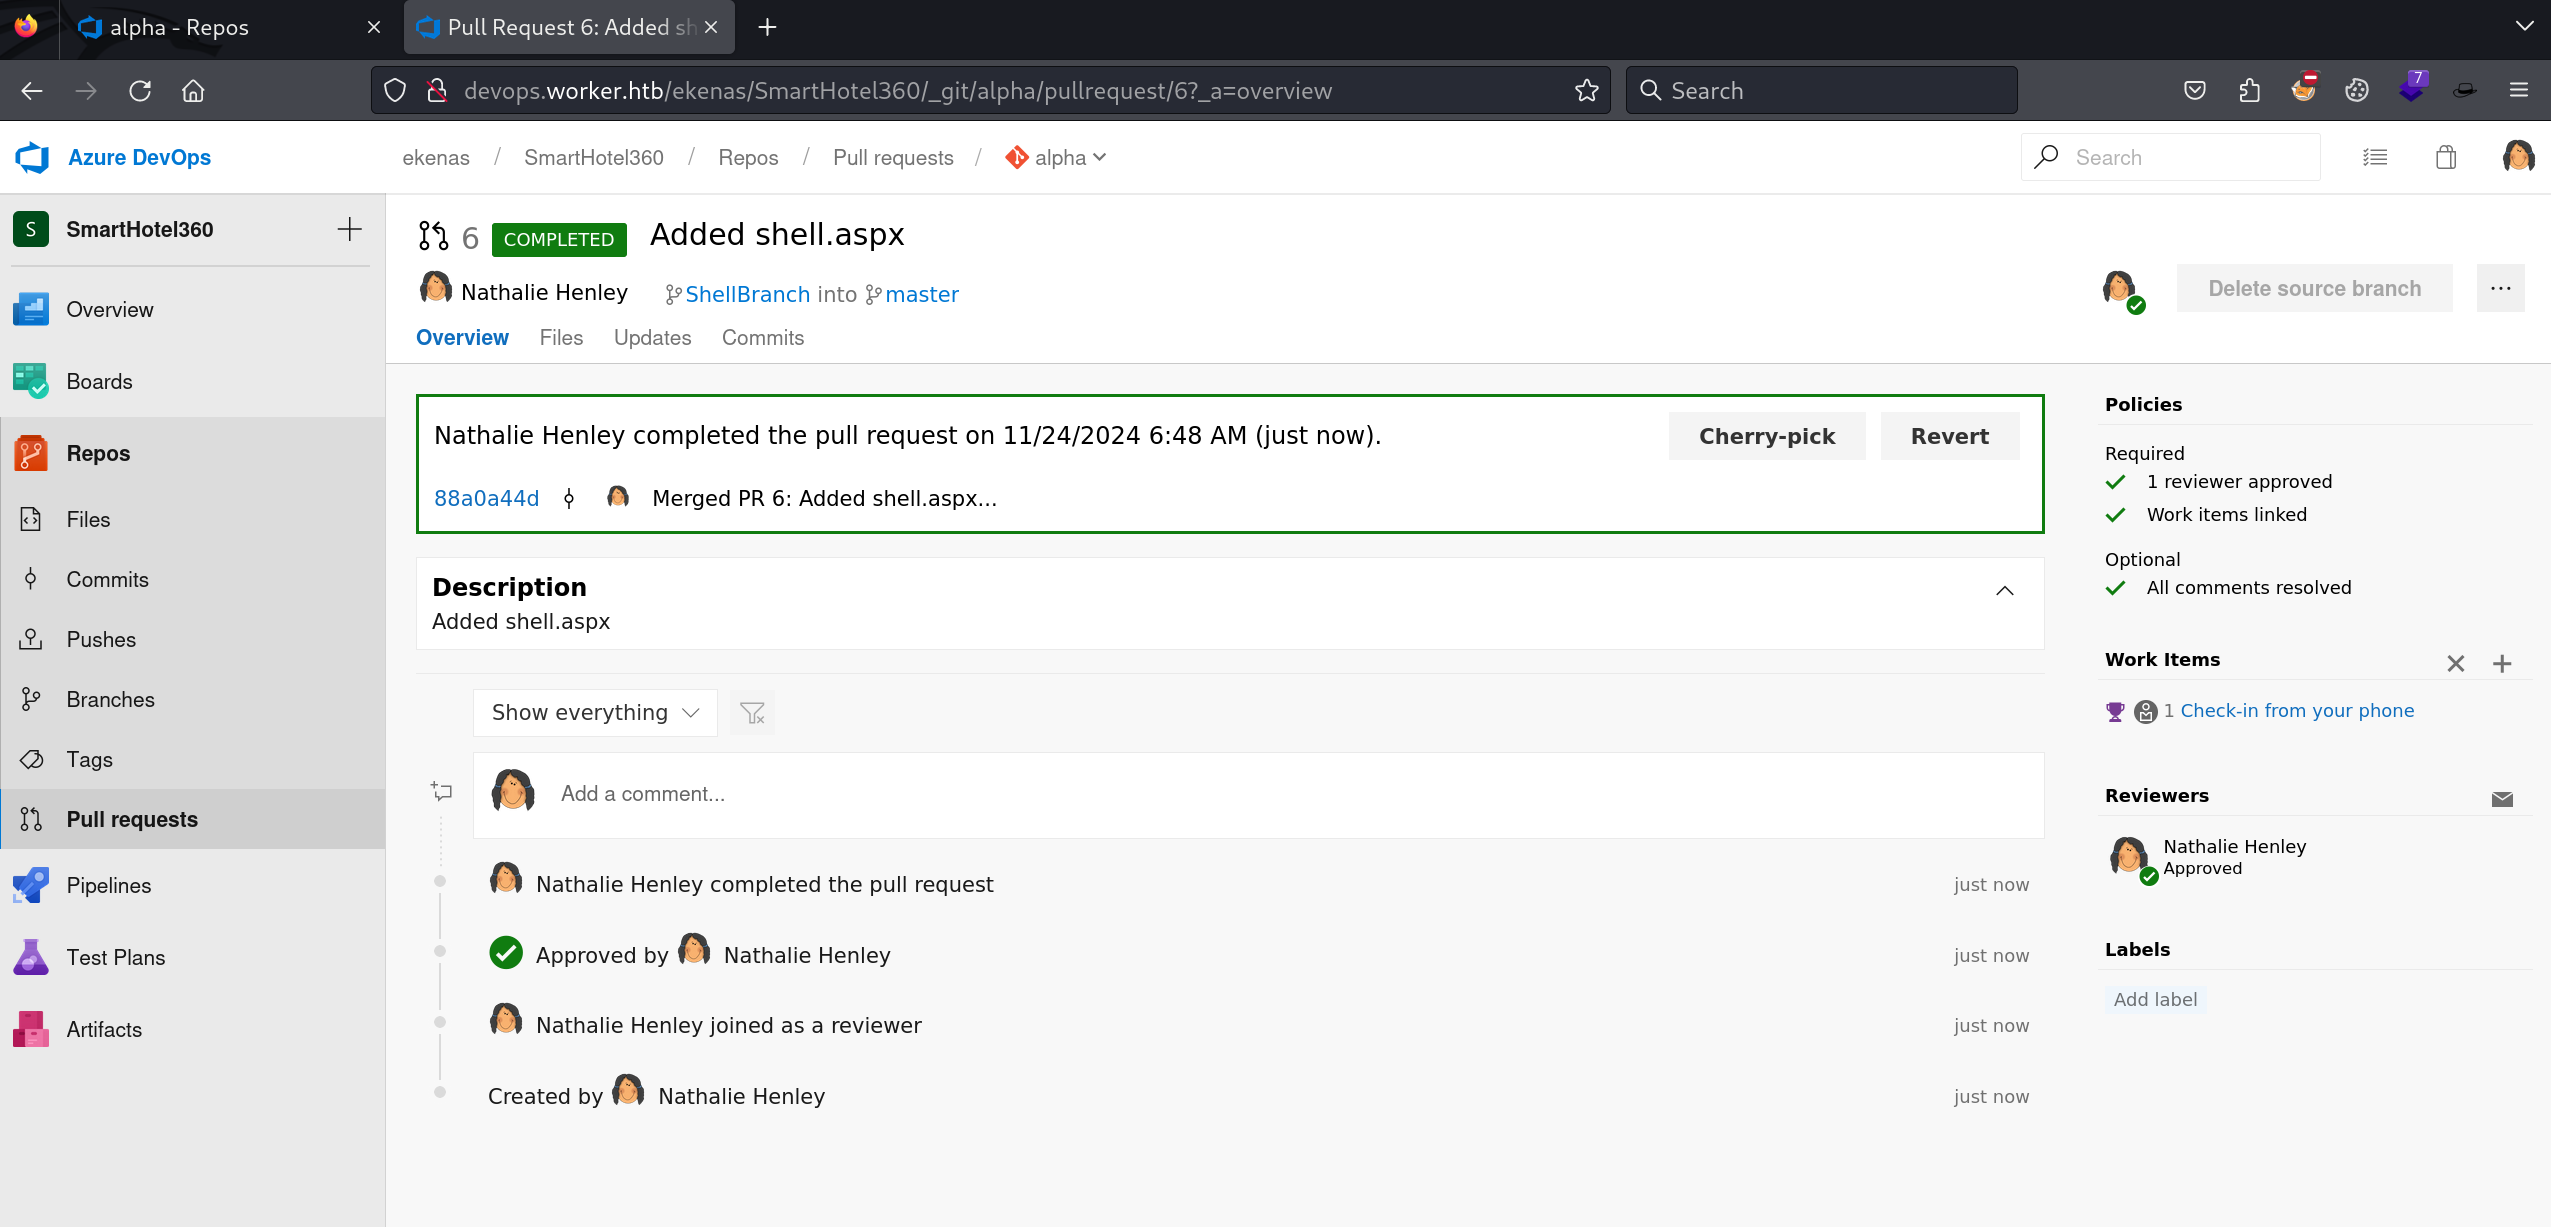 alpha - Repos
Pull Request 6: Added sh
devops.worker.htb/ekenas/SmartHotel360/_git/alpha/pullrequest/6?_a=overview
Search
7
Azure DevOps
ekenas / SmartHotel360 / Repos / Pull requests / alpha
Search
S SmartHotel360
Overview
Boards
Repos
Files
Commits
Pushes
Branches
Tags
Pull requests
Pipelines
Test Plans
Artifacts
6 COMPLETED Added shell.aspx
Nathalie Henley ShellBranch into master
Delete source branch
Overview Files Updates Commits
Nathalie Henley completed the pull request on 11/24/2024 6:48 AM (just now).
Cherry-pick Revert
88a0a44d Merged PR 6: Added shell.aspx...
Description
Added shell.aspx
Show everything
Add a comment...
Nathalie Henley completed the pull request just now
Approved by Nathalie Henley just now
Nathalie Henley joined as a reviewer just now
Created by Nathalie Henley just now
Policies
Required
1 reviewer approved
Work items linked
Optional
All comments resolved
Work Items
1 Check-in from your phone
Reviewers
Nathalie Henley
Approved
Labels
Add label